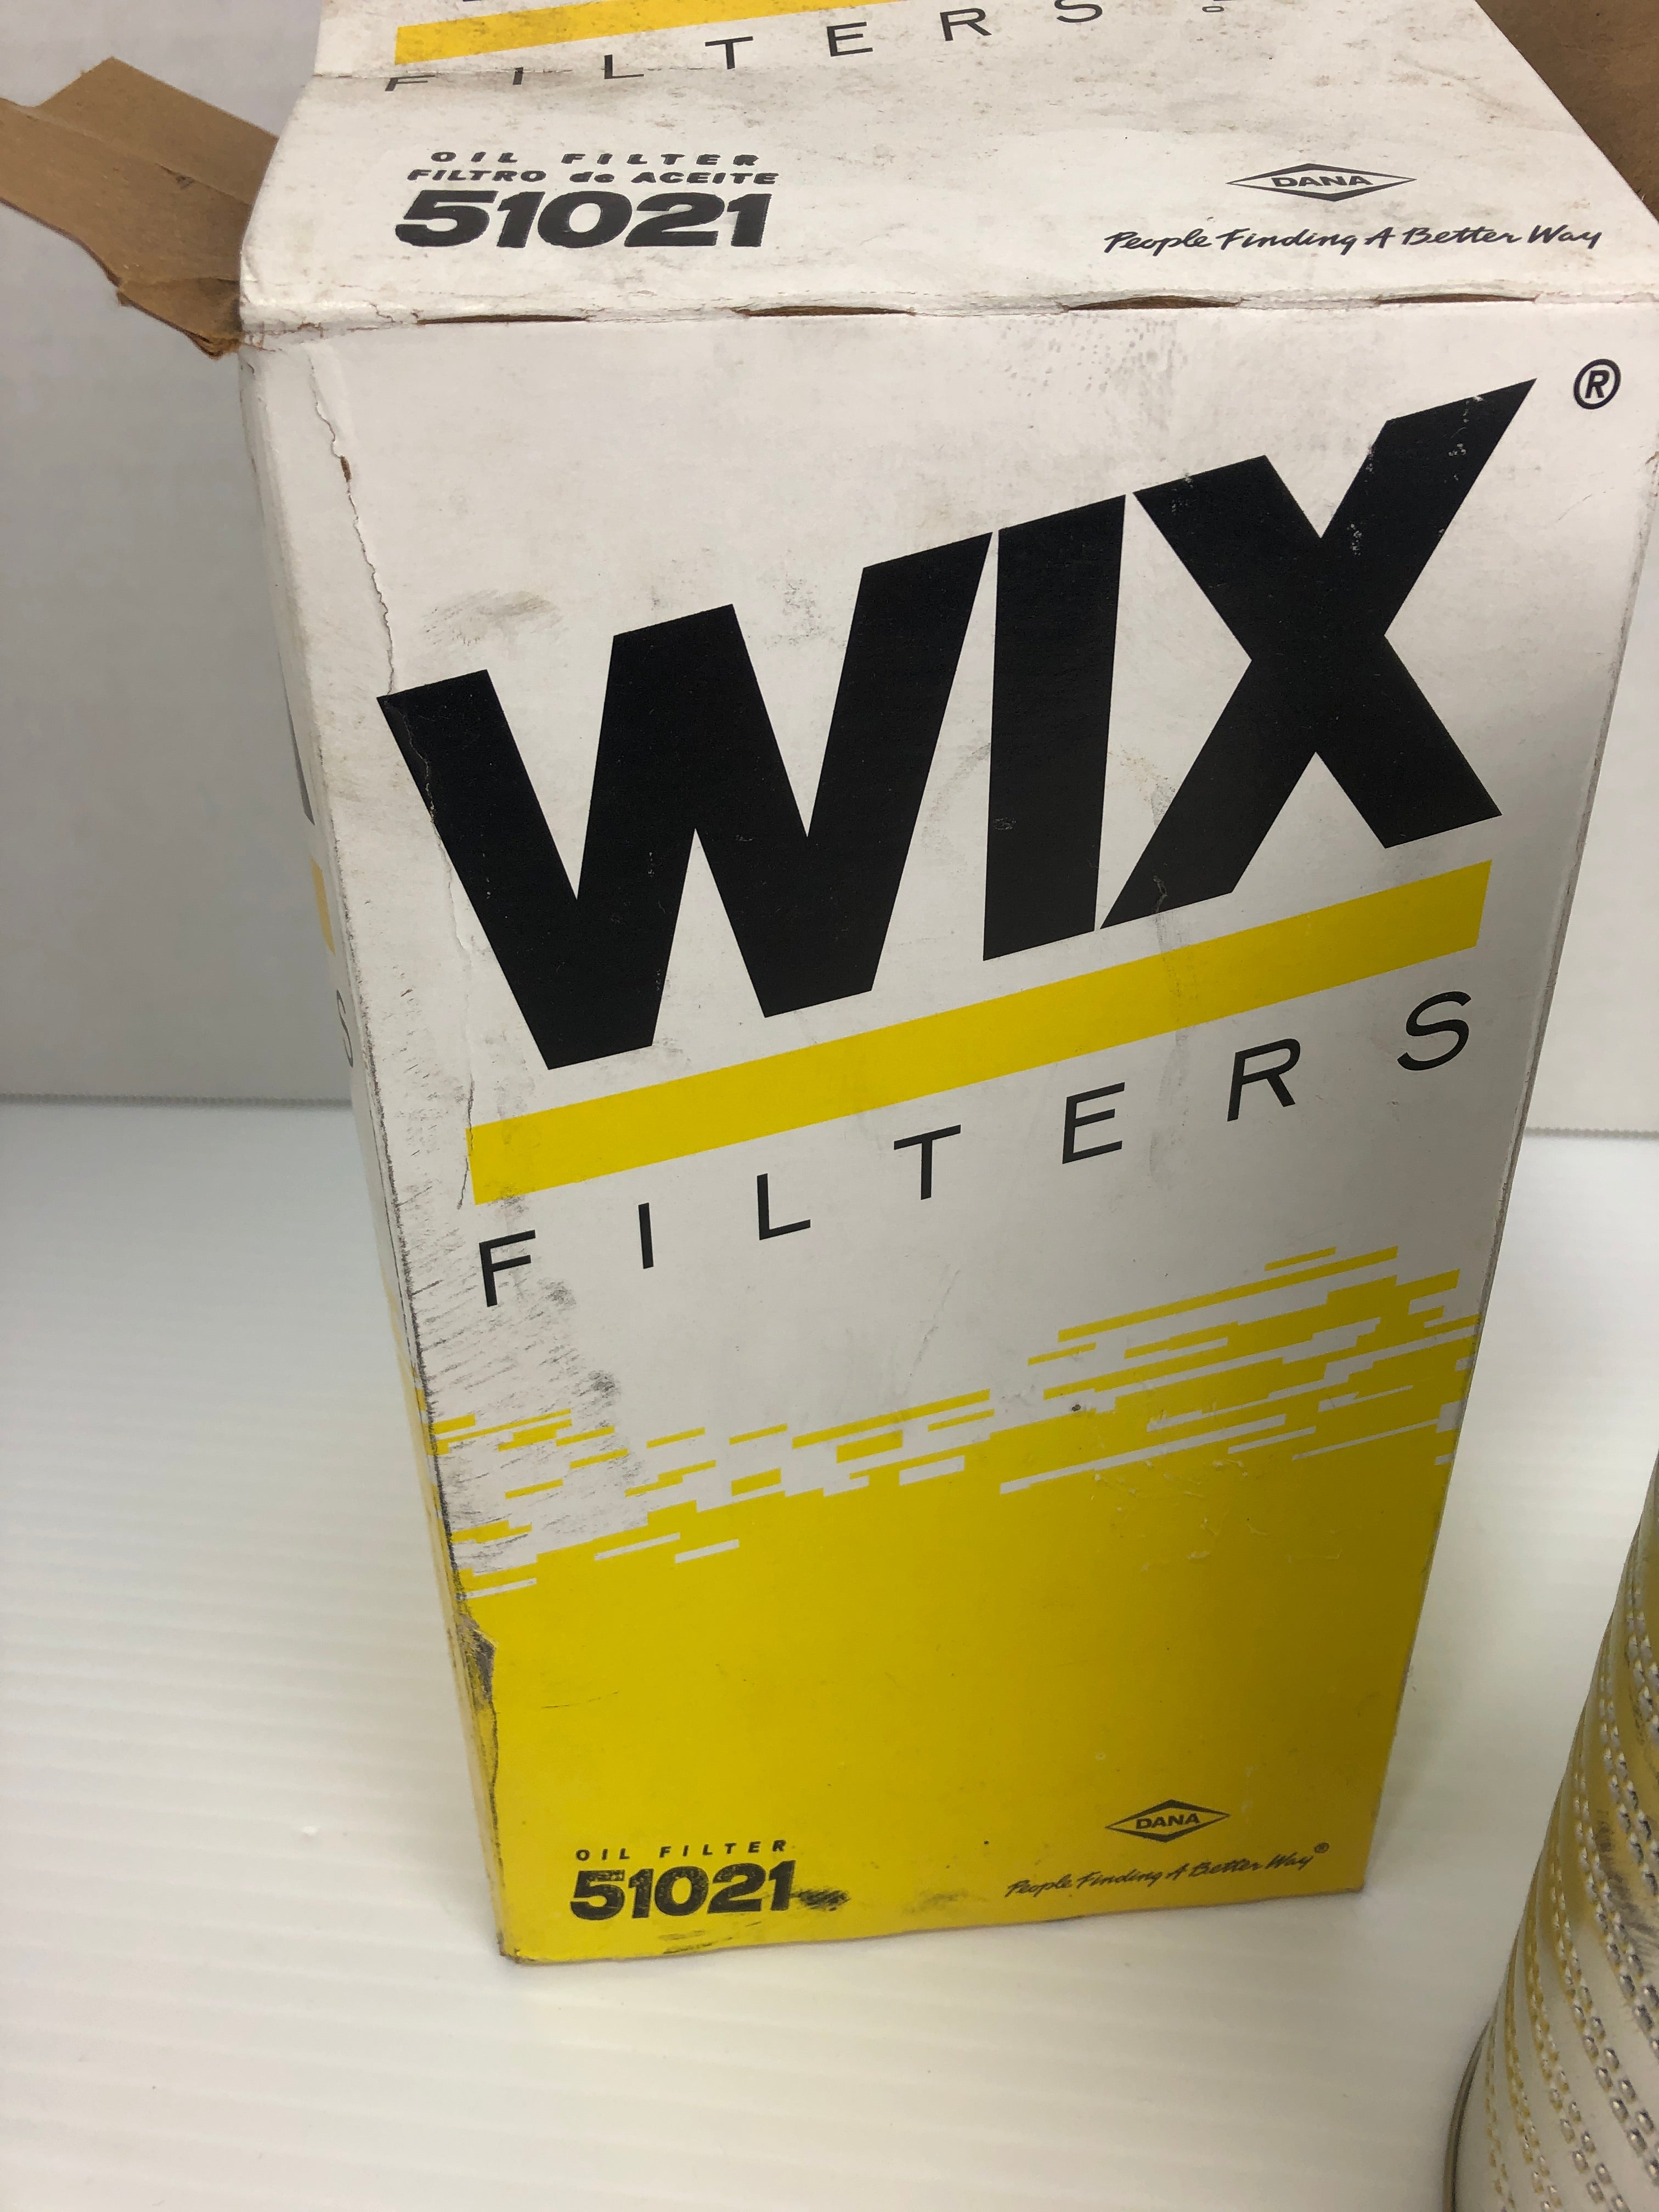 FILTERS
OIL FILTER
FILTRO de ACEITE
51021
DANA
People Finding A Better Way
WIX®
FILTERS
S
OIL FILTER
51021
DANA
People Finding A Better Way®